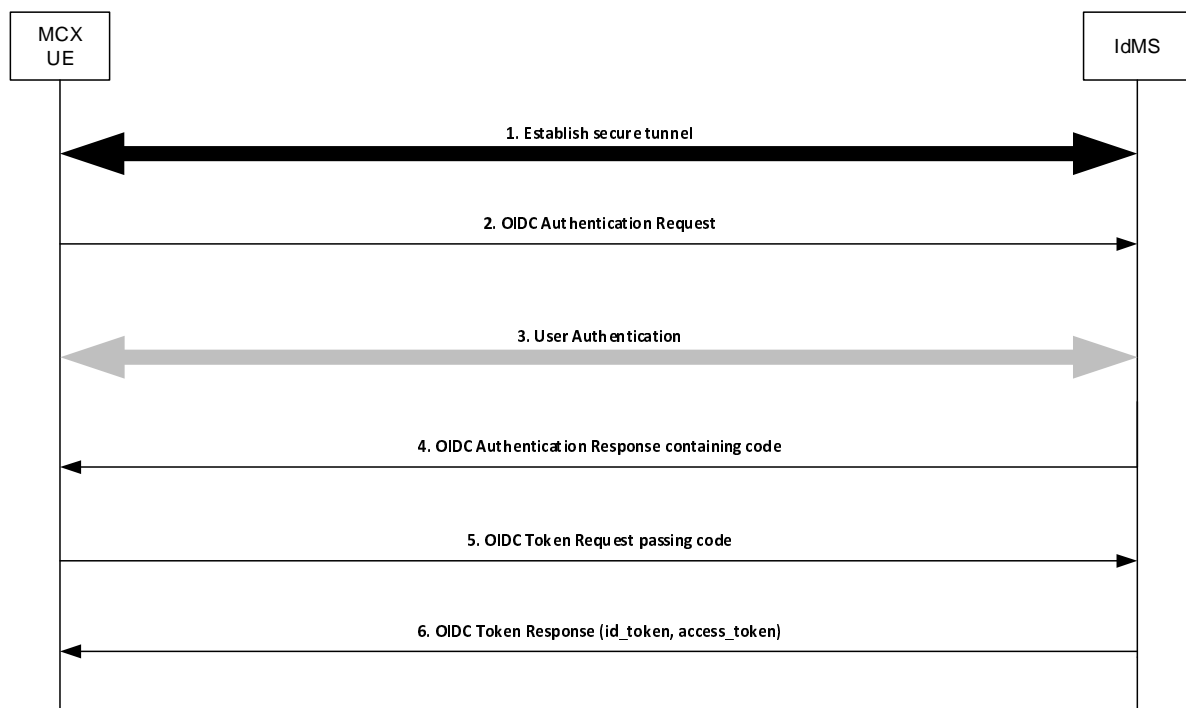 MCX
UE
IdMS
1. Establish secure tunnel
2. OIDC Authentication Request
3. User Authentication
4. OIDC Authentication Response containing code
5. OIDC Token Request passing code
6. OIDC Token Response (id_token, access_token)